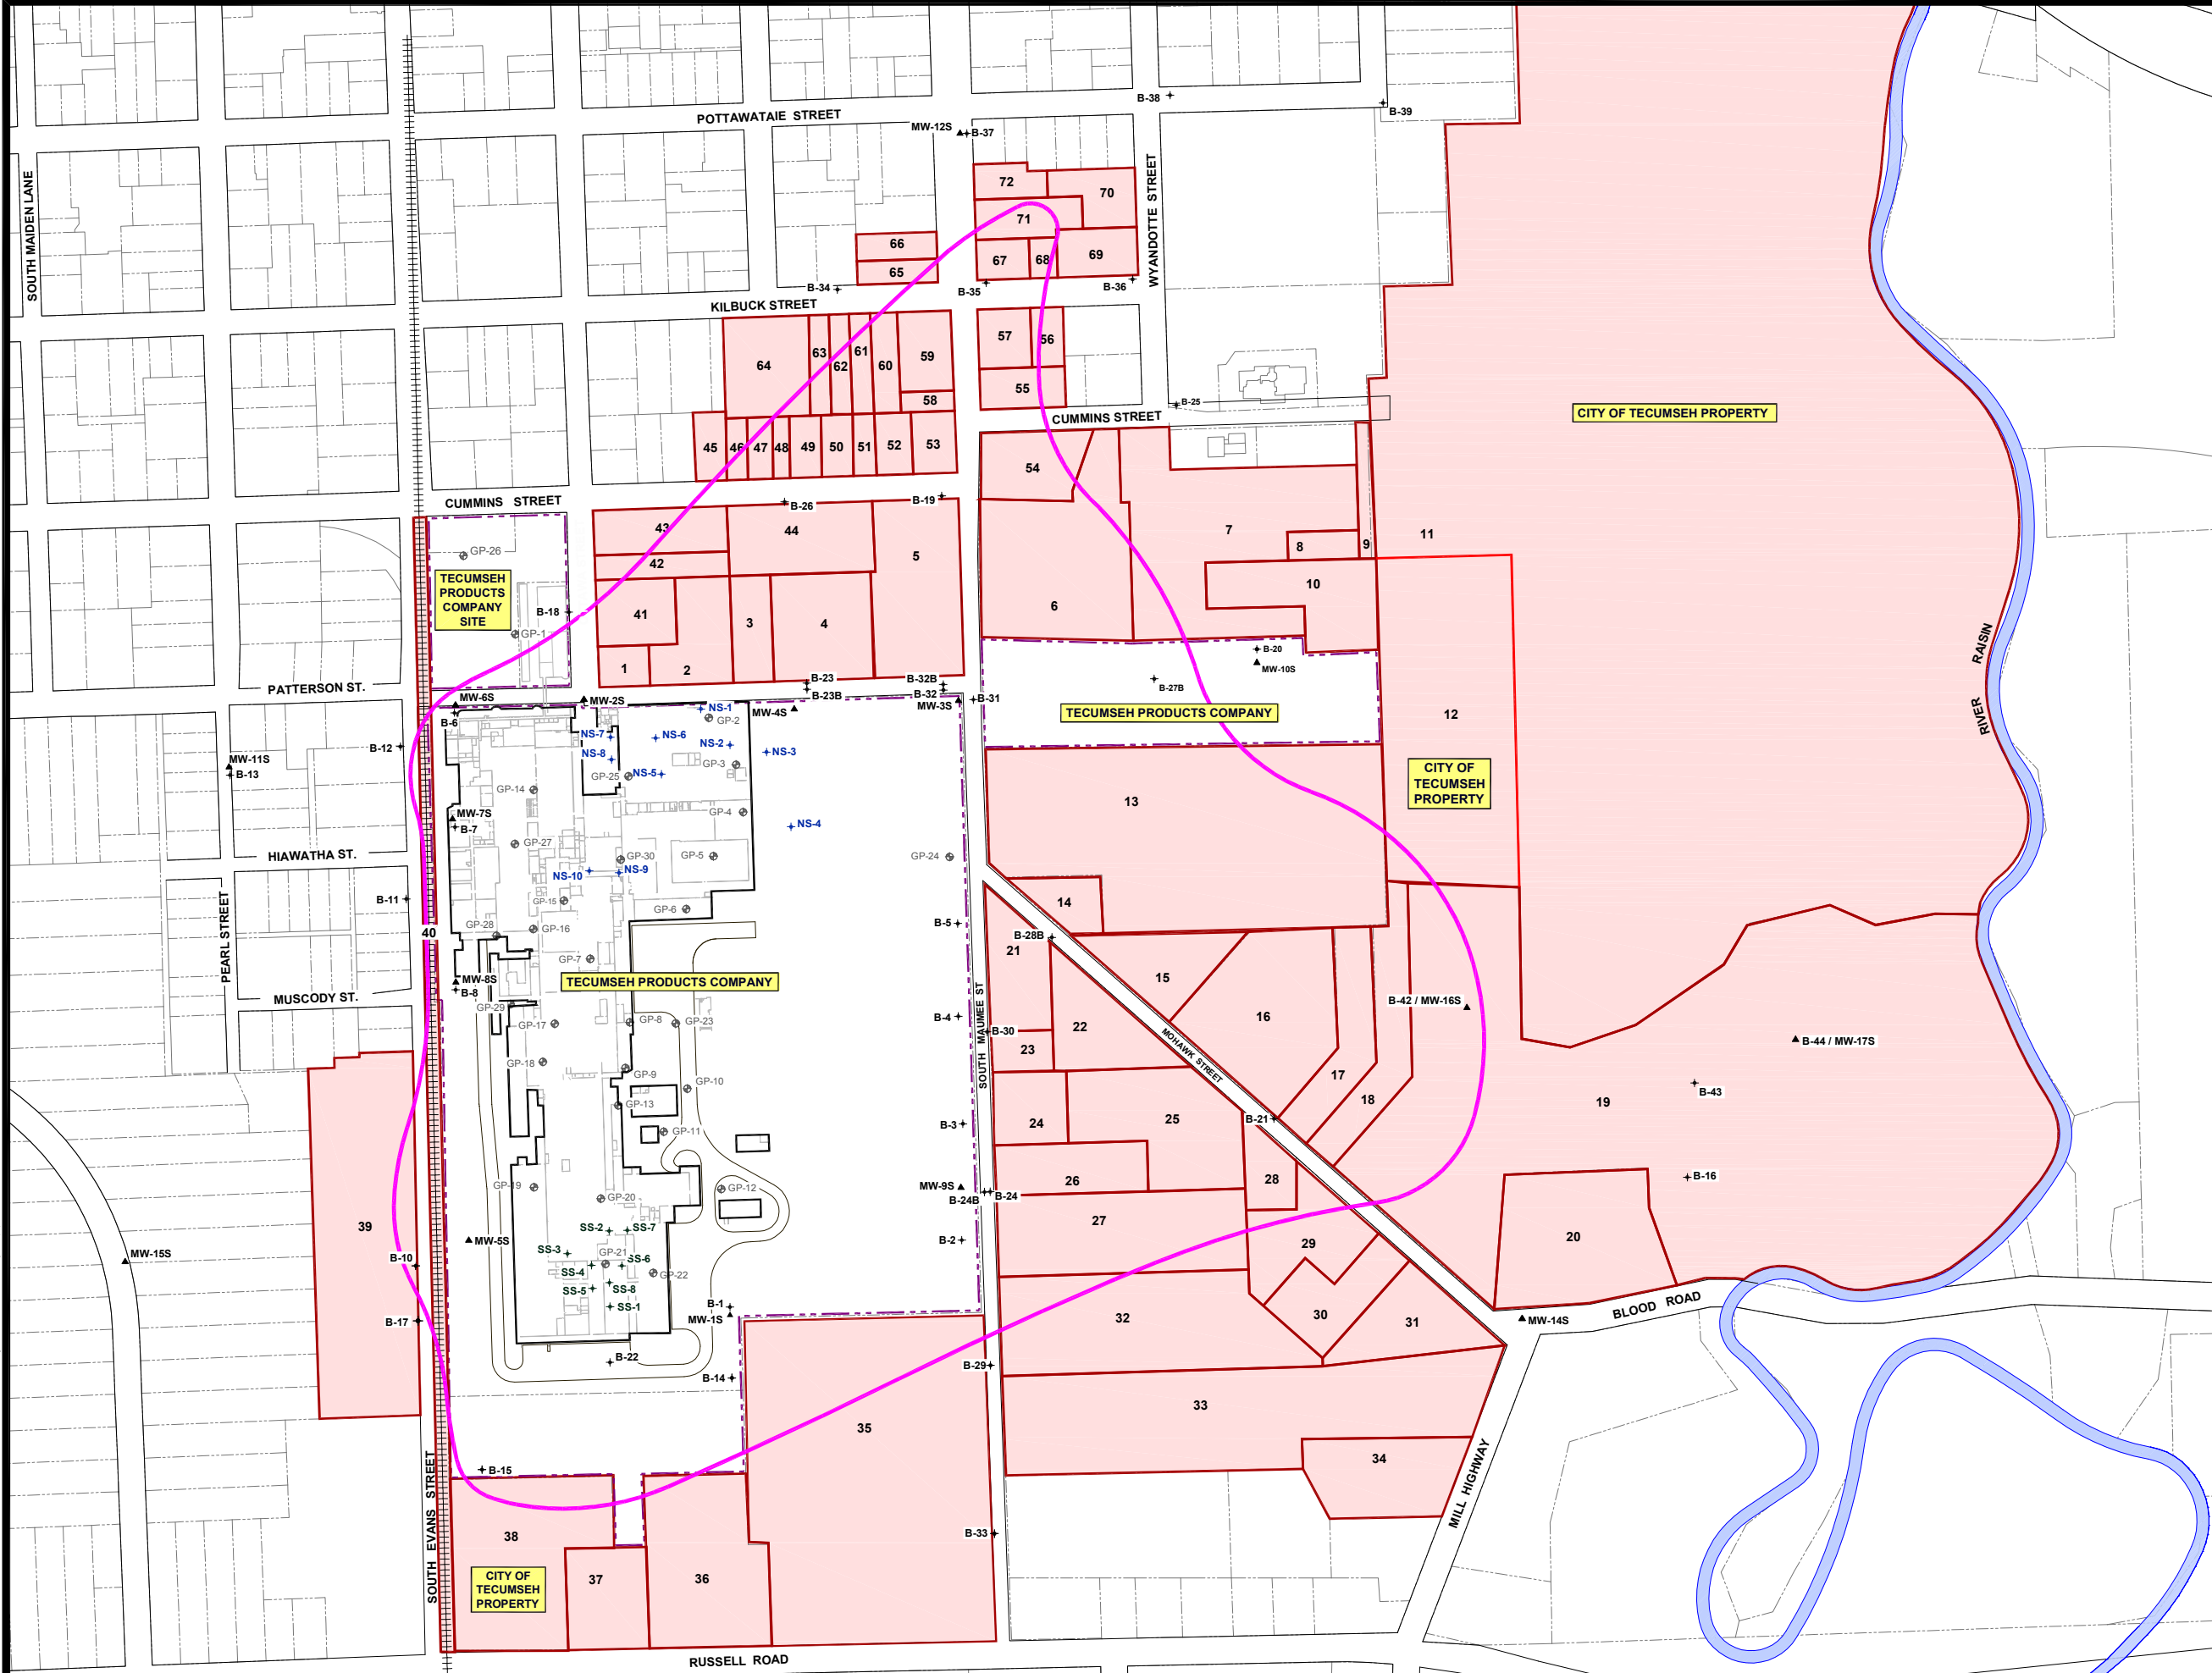 POTTAWATAIE STREET
B-38
B-39
MW-12S
B-37
SOUTH MAIDEN LANE
WYANDOTTE STREET
72
70
71
66
65
67
68
69
B-34
B-35
B-36
KILBUCK STREET
64
63
62
61
60
59
58
57
56
55
B-25
CUMMINS STREET
CITY OF TECUMSEH PROPERTY
45
46
47
48
49
50
51
52
53
54
CUMMINS STREET
B-26
B-19
43
44
42
5
7
8
9
11
GP-26
TECUMSEH
PRODUCTS
COMPANY
SITE
B-18
GP-1
41
3
4
6
10
1
2
RIVER RAISIN
PATTERSON ST.
MW-6S
B-6
MW-2S
B-23
B-23B
B-32B
B-32
MW-3S
B-31
B-20
MW-10S
B-27B
TECUMSEH PRODUCTS COMPANY
12
NS-1
GP-2
MW-4S
NS-7
NS-6
NS-2
NS-3
NS-8
GP-3
GP-25
NS-5
B-12
MW-11S
B-13
GP-14
CITY OF
TECUMSEH
PROPERTY
13
MW-7S
B-7
GP-4
NS-4
GP-27
HIAWATHA ST.
GP-30
GP-5
GP-24
NS-10
NS-9
B-11
GP-15
GP-6
14
PEARL STREET
40
GP-28
GP-16
B-5
B-28B
21
GP-7
TECUMSEH PRODUCTS COMPANY
MW-8S
B-8
15
MUSCODY ST.
GP-29
GP-17
GP-8
GP-23
B-4
SOUTH MAUMEE ST
B-30
22
16
B-42 / MW-16S
B-44 / MW-17S
23
MOHAWK STREET
GP-18
GP-9
GP-10
GP-13
17
18
19
B-43
GP-11
B-3
24
25
B-21
GP-19
GP-20
GP-12
MW-9S
B-24B
B-24
26
28
B-16
39
27
SS-2
SS-7
MW-5S
B-2
29
20
MW-15S
SS-3
GP-21
SS-6
B-10
SS-4
GP-22
SS-5
SS-8
SS-1
B-1
MW-1S
B-17
32
30
31
BLOOD ROAD
MW-14S
B-22
B-14
B-29
35
33
34
SOUTH EVANS STREET
B-15
MILL HIGHWAY
38
B-33
CITY OF
TECUMSEH
PROPERTY
37
36
RUSSELL ROAD